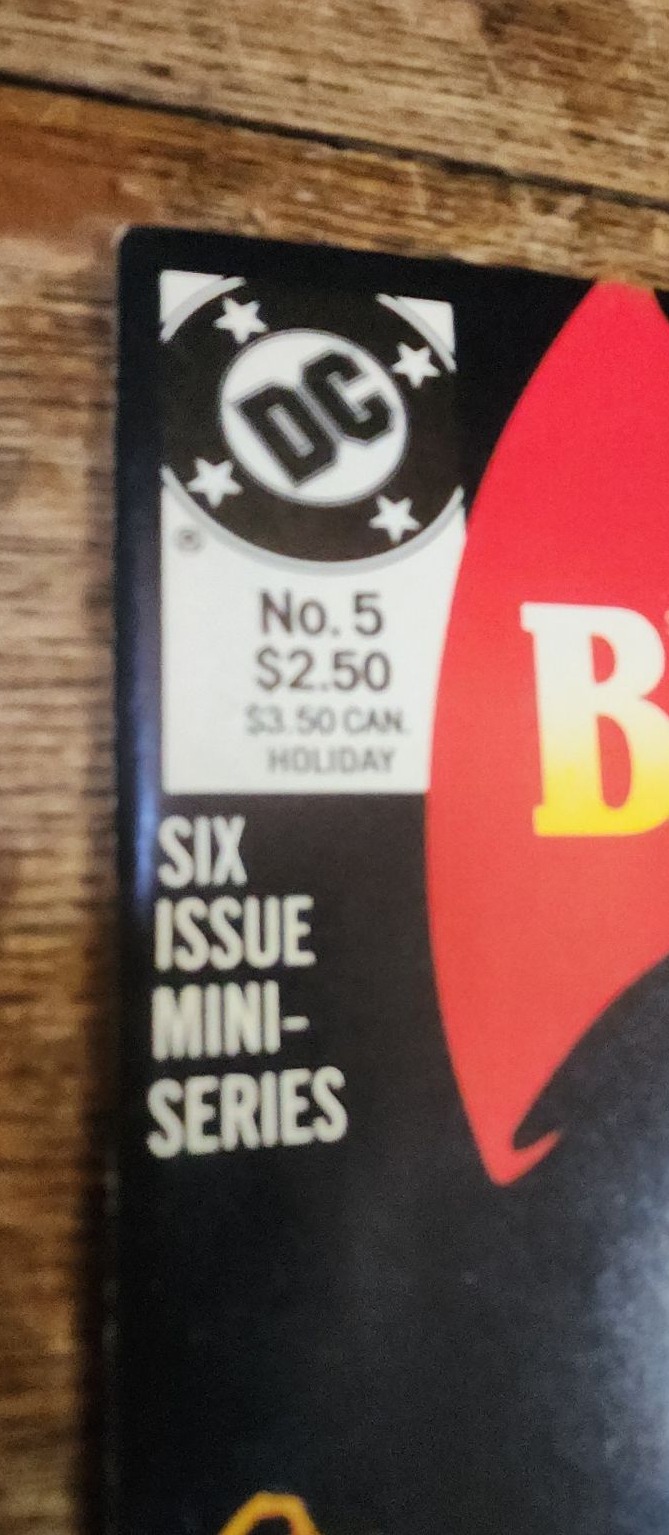 DC
®
No. 5
$2.50
$3.50 CAN.
HOLIDAY
B
SIX
ISSUE
MINI-
SERIES